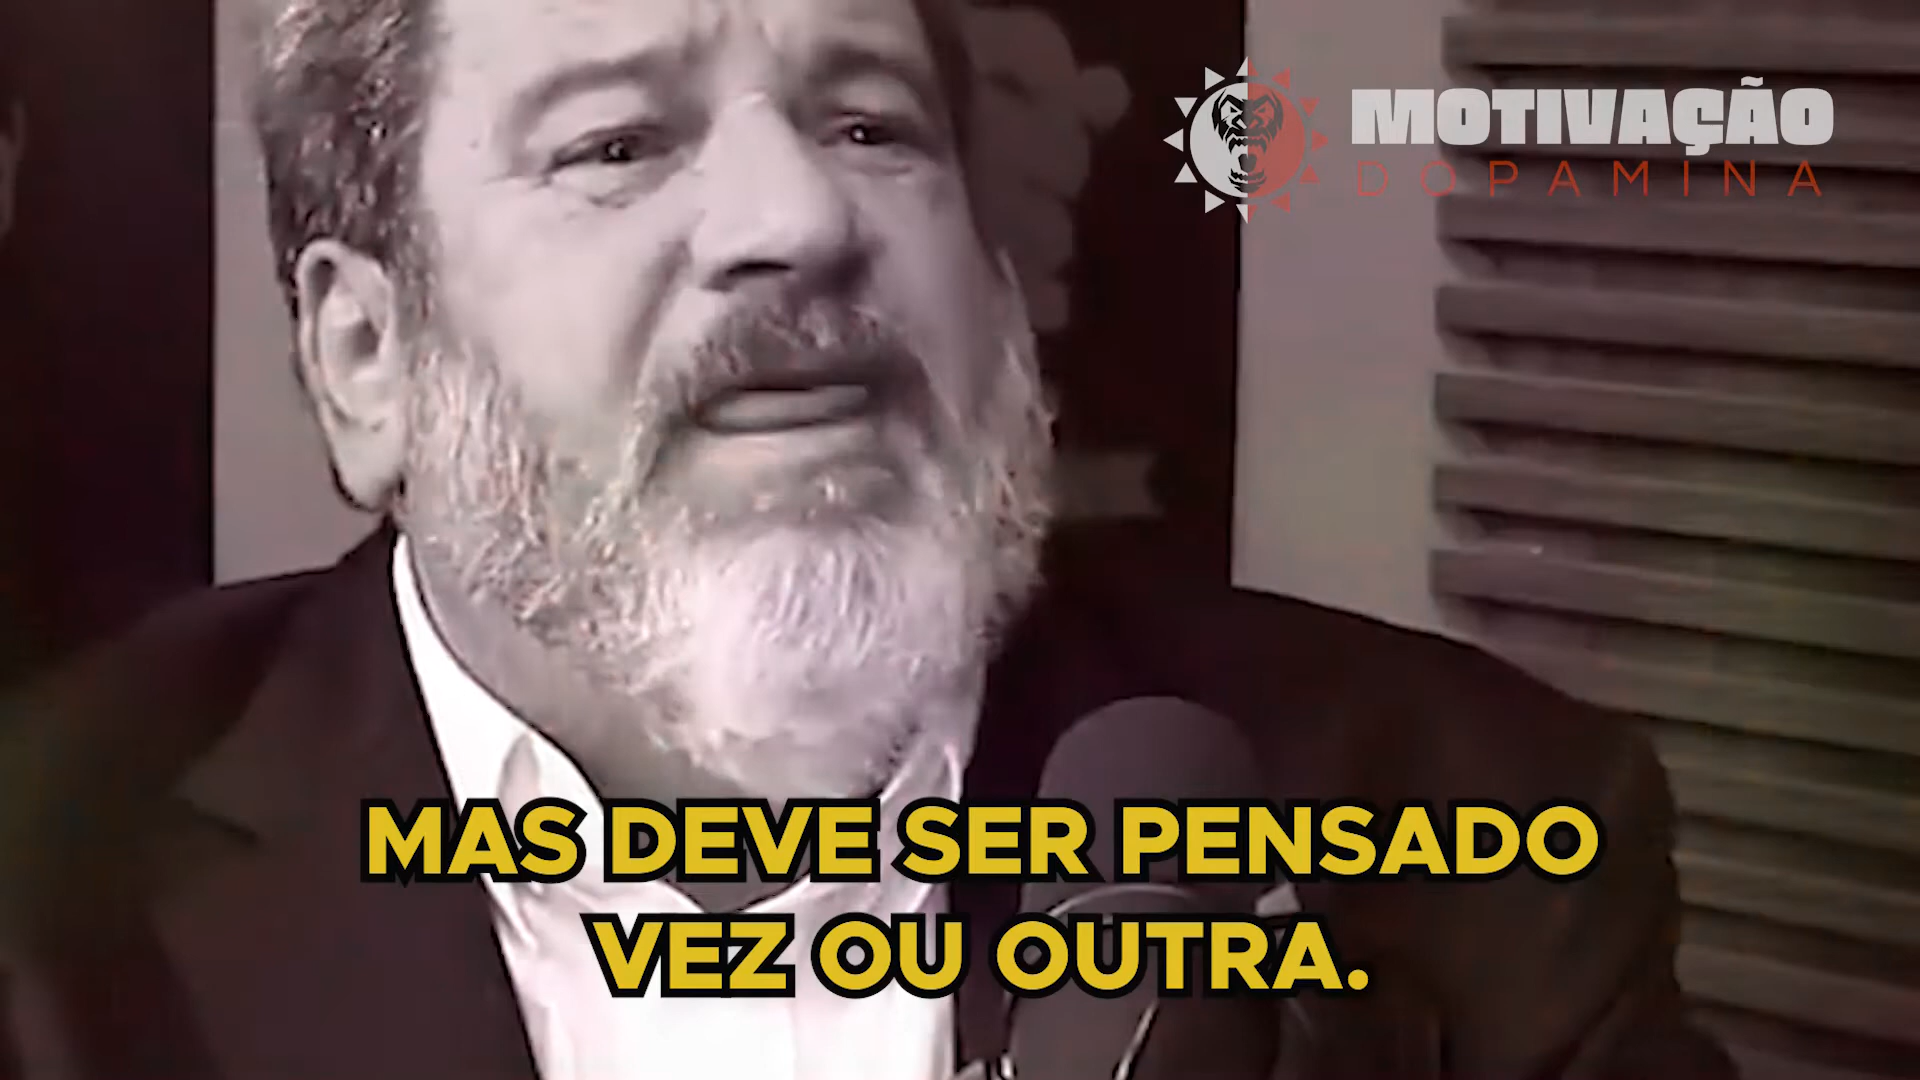 MOTIVAÇÃO
DOPAMINA
MAS DEVE SER PENSADO
VEZ OU OUTRA.